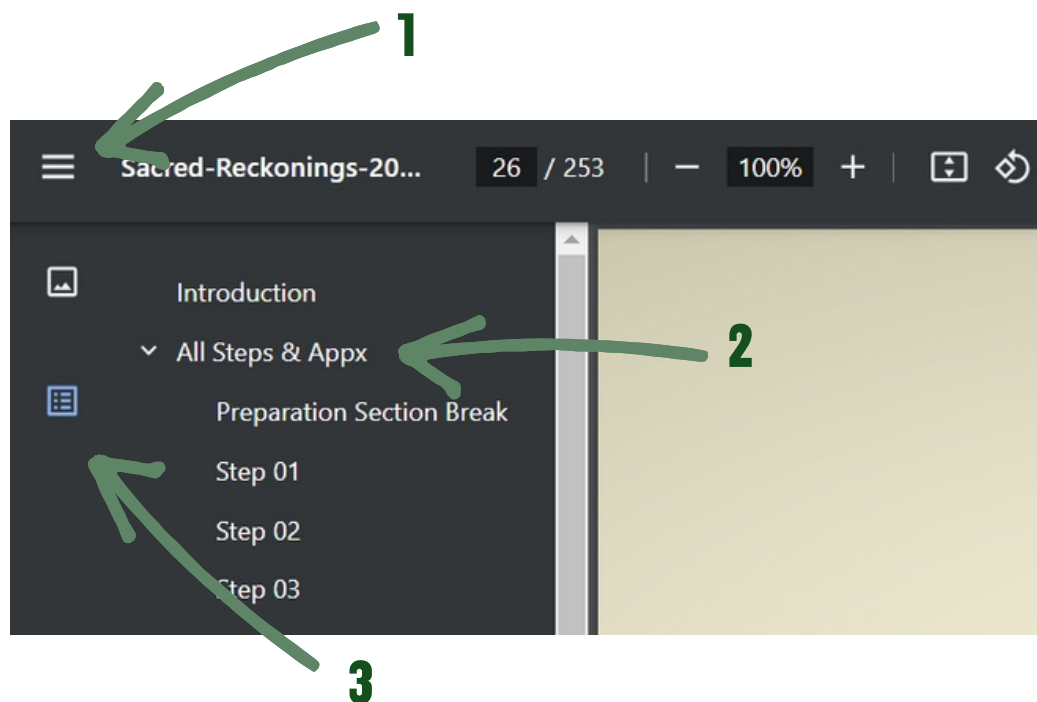 1
Sacred-Reckonings-20... 26 / 253 100%
Introduction
All Steps & Appx
2
Preparation Section Break
Step 01
Step 02
Step 03
3